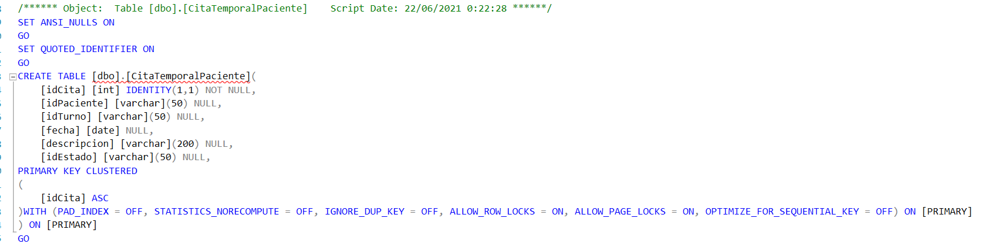 /****** Object:  Table [dbo].[CitaTemporalPaciente]    Script Date: 22/06/2021 0:22:28 ******/
SET ANSI_NULLS ON
GO
SET QUOTED_IDENTIFIER ON
GO
CREATE TABLE [dbo].[CitaTemporalPaciente](
    [idCita] [int] IDENTITY(1,1) NOT NULL,
    [idPaciente] [varchar](50) NULL,
    [idTurno] [varchar](50) NULL,
    [fecha] [date] NULL,
    [descripcion] [varchar](200) NULL,
    [idEstado] [varchar](50) NULL,
PRIMARY KEY CLUSTERED
(
    [idCita] ASC
)WITH (PAD_INDEX = OFF, STATISTICS_NORECOMPUTE = OFF, IGNORE_DUP_KEY = OFF, ALLOW_ROW_LOCKS = ON, ALLOW_PAGE_LOCKS = ON, OPTIMIZE_FOR_SEQUENTIAL_KEY = OFF) ON [PRIMARY]
) ON [PRIMARY]
GO